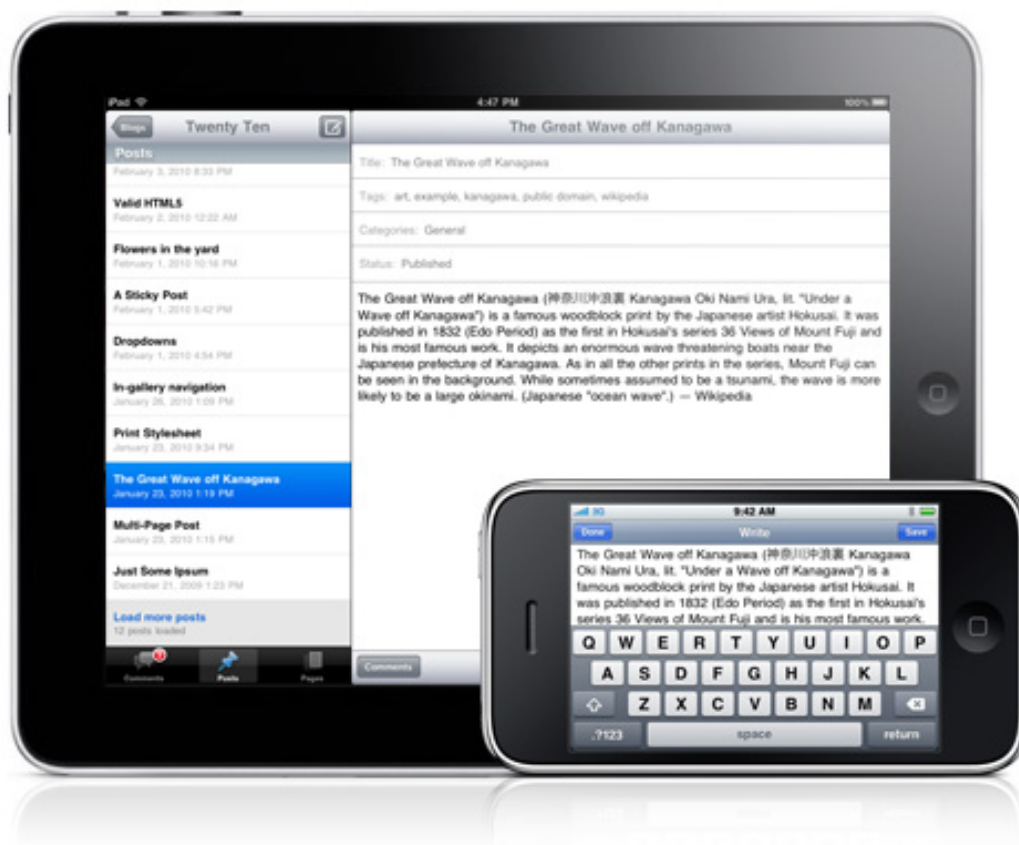 iPad
4:47 PM
100%
Blogs
Twenty Ten
The Great Wave off Kanagawa
Posts
February 3, 2010 8:33 PM
Valid HTML5
February 2, 2010 12:22 AM
Flowers in the yard
February 1, 2010 10:16 PM
A Sticky Post
February 1, 2010 5:42 PM
Dropdowns
February 1, 2010 4:54 PM
In-gallery navigation
January 26, 2010 1:09 PM
Print Stylesheet
January 23, 2010 9:34 PM
The Great Wave off Kanagawa
January 23, 2010 1:19 PM
Multi-Page Post
January 23, 2010 1:15 PM
Just Some Ipsum
December 21, 2009 1:23 PM
Load more posts
12 posts loaded
Comments
Posts
Pages
Title: The Great Wave off Kanagawa
Tags: art, example, kanagawa, public domain, wikipedia
Categories: General
Status: Published
The Great Wave off Kanagawa (神奈川沖浪裏 Kanagawa Oki Nami Ura, lit. "Under a
Wave off Kanagawa") is a famous woodblock print by the Japanese artist Hokusai. It was
published in 1832 (Edo Period) as the first in Hokusai's series 36 Views of Mount Fuji and
is his most famous work. It depicts an enormous wave threatening boats near the
Japanese prefecture of Kanagawa. As in all the other prints in the series, Mount Fuji can
be seen in the background. While sometimes assumed to be a tsunami, the wave is more
likely to be a large okinami. (Japanese "ocean wave".) — Wikipedia
Comments
3G
9:42 AM
Done
Write
Save
The Great Wave off Kanagawa (神奈川沖浪裏 Kanagawa
Oki Nami Ura, lit. "Under a Wave off Kanagawa") is a
famous woodblock print by the Japanese artist Hokusai. It
was published in 1832 (Edo Period) as the first in Hokusai's
series 36 Views of Mount Fuji and is his most famous work.
Q W E R T Y U I O P
A S D F G H J K L
Z X C V B N M
.?123
space
return